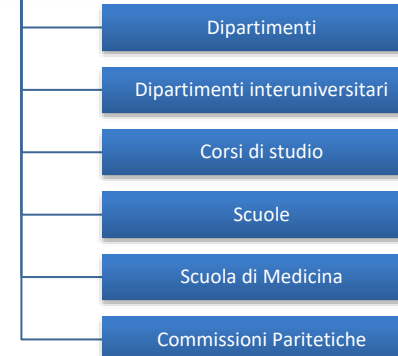 Dipartimenti
Dipartimenti interuniversitari
Corsi di studio
Scuole
Scuola di Medicina
Commissioni Paritetiche